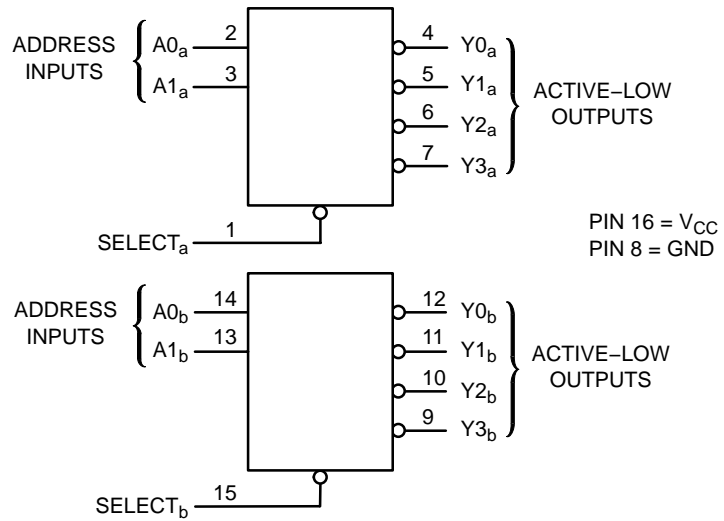 ADDRESS
INPUTS
A0a
2
A1a
3
4
Y0a
5
Y1a
6
Y2a
7
Y3a
ACTIVE–LOW
OUTPUTS
SELECTa
1
PIN 16 = VCC
PIN 8 = GND
ADDRESS
INPUTS
A0b
14
A1b
13
12
Y0b
11
Y1b
10
Y2b
9
Y3b
ACTIVE–LOW
OUTPUTS
SELECTb
15